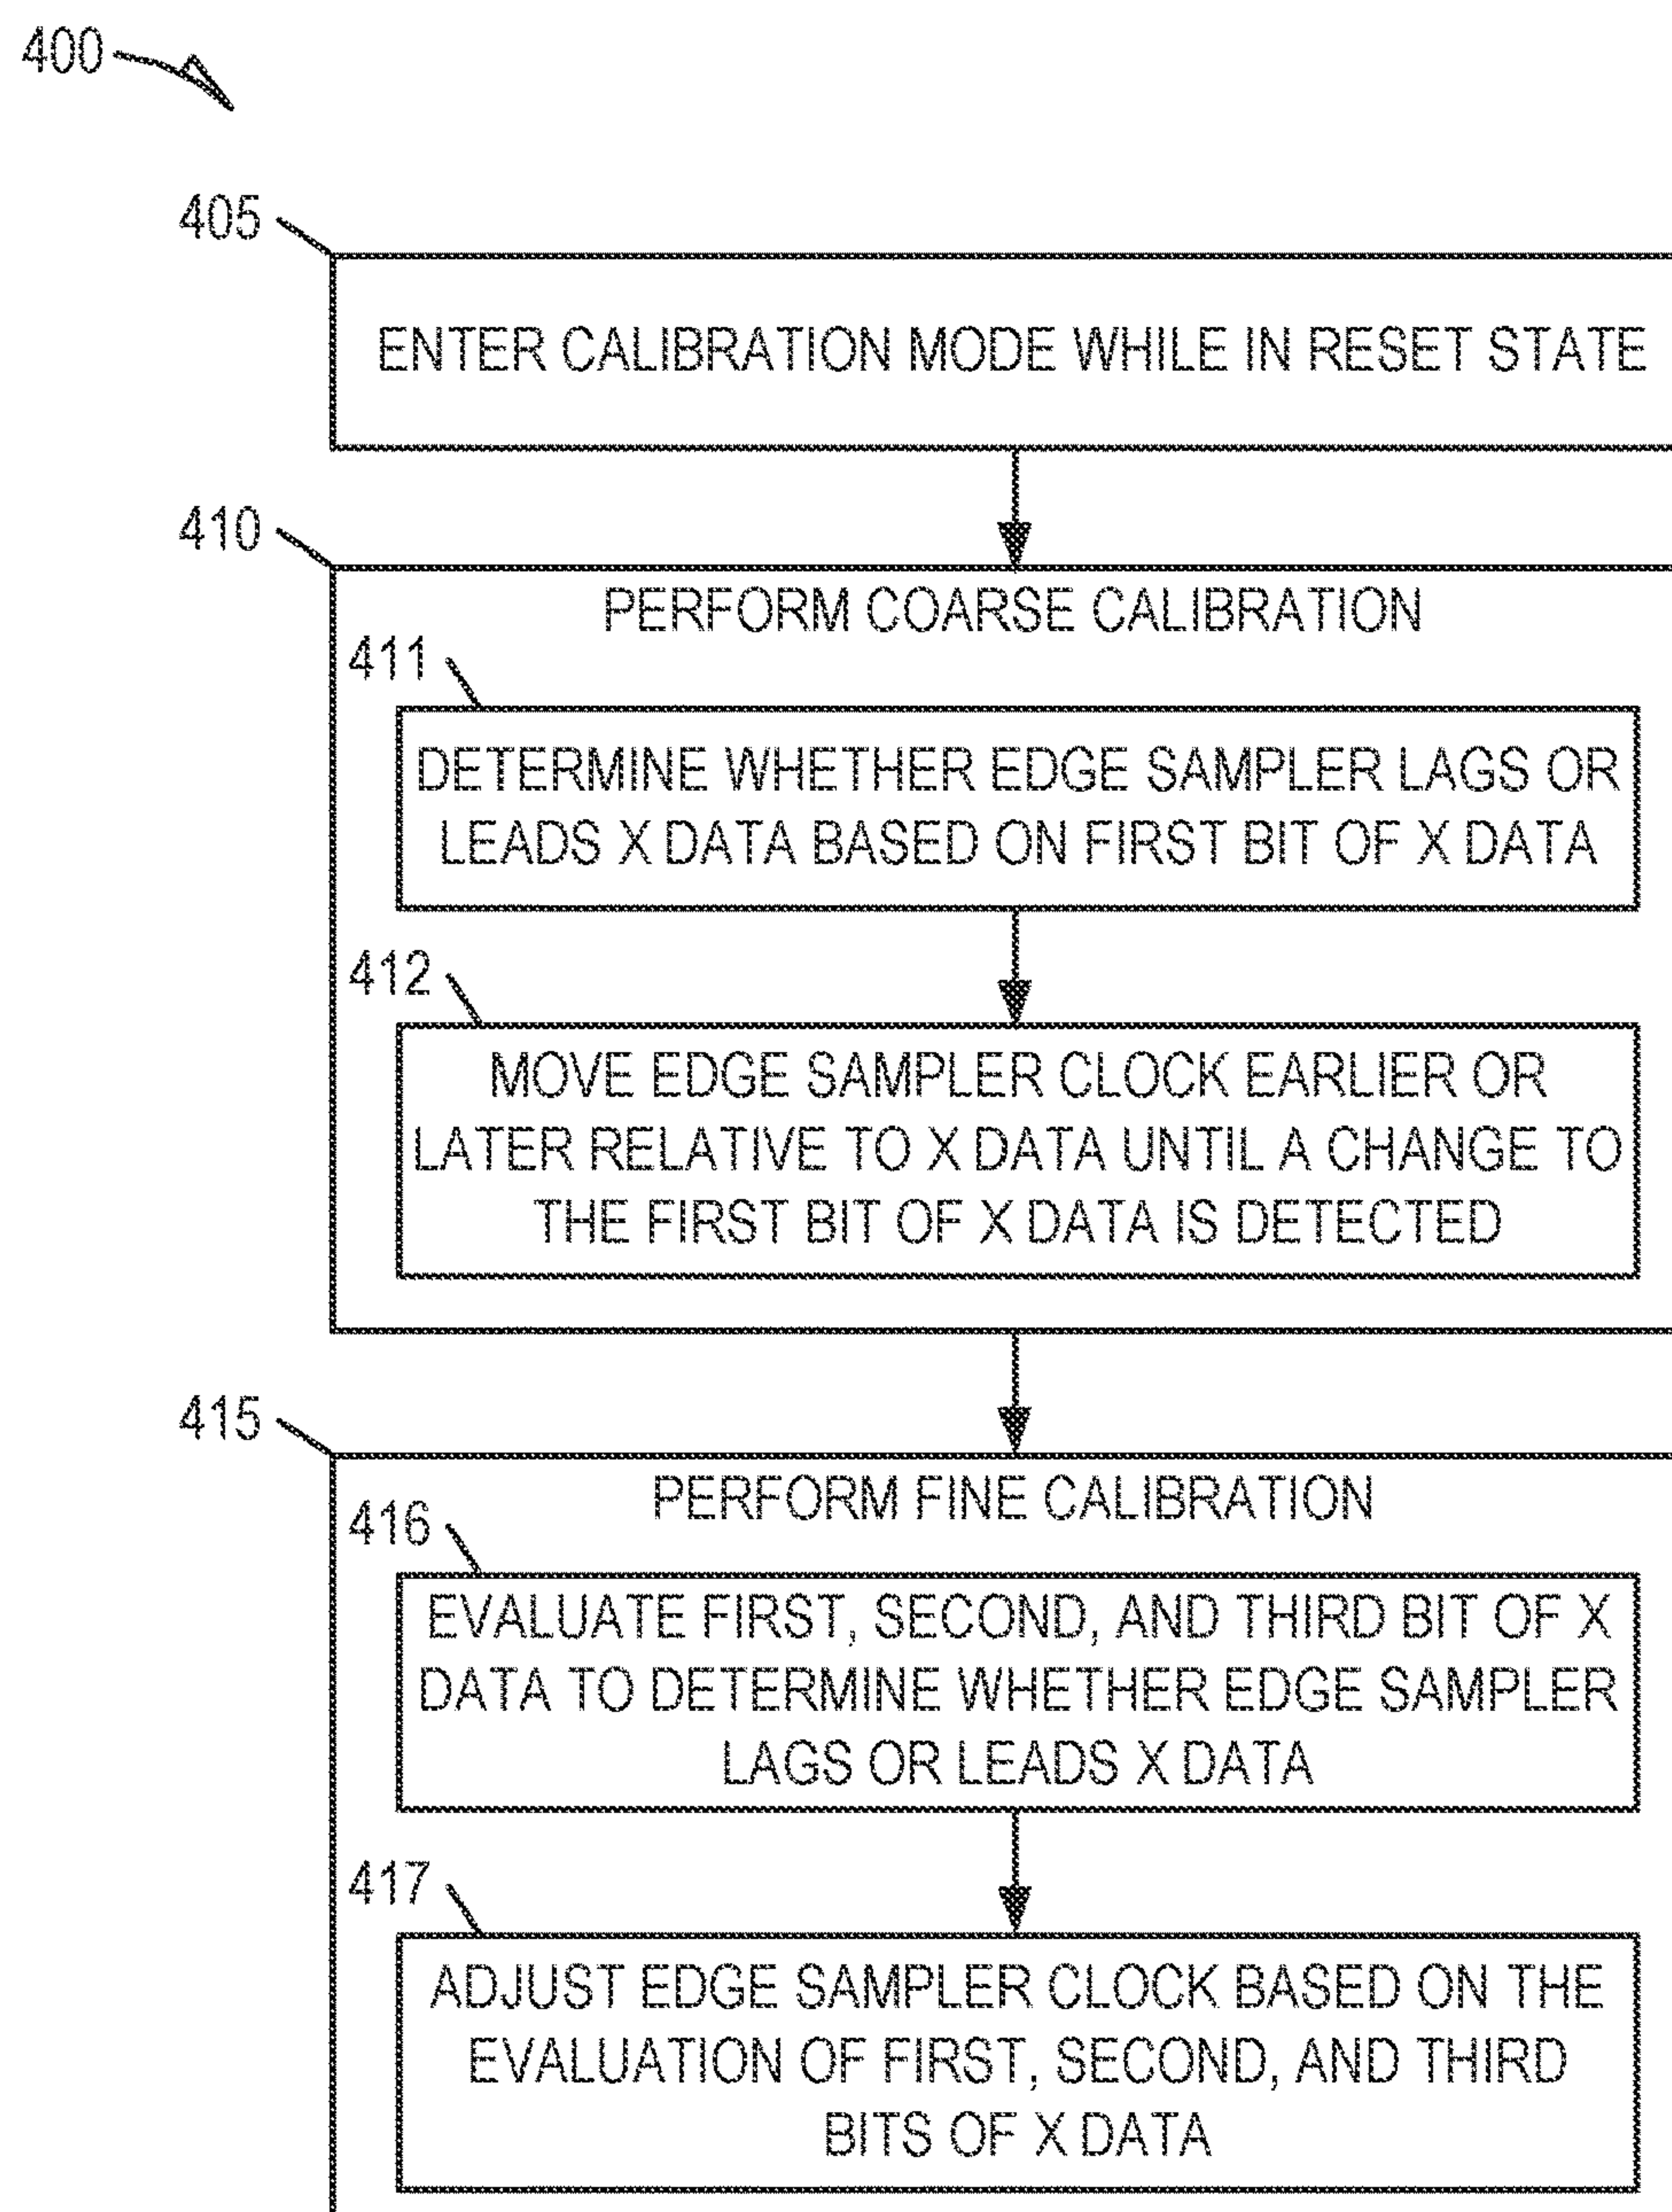 400
405
ENTER CALIBRATION MODE WHILE IN RESET STATE
410
PERFORM COARSE CALIBRATION
411
DETERMINE WHETHER EDGE SAMPLER LAGS OR
LEADS X DATA BASED ON FIRST BIT OF X DATA
412
MOVE EDGE SAMPLER CLOCK EARLIER OR
LATER RELATIVE TO X DATA UNTIL A CHANGE TO
THE FIRST BIT OF X DATA IS DETECTED
415
PERFORM FINE CALIBRATION
416
EVALUATE FIRST, SECOND, AND THIRD BIT OF X
DATA TO DETERMINE WHETHER EDGE SAMPLER
LAGS OR LEADS X DATA
417
ADJUST EDGE SAMPLER CLOCK BASED ON THE
EVALUATION OF FIRST, SECOND, AND THIRD
BITS OF X DATA